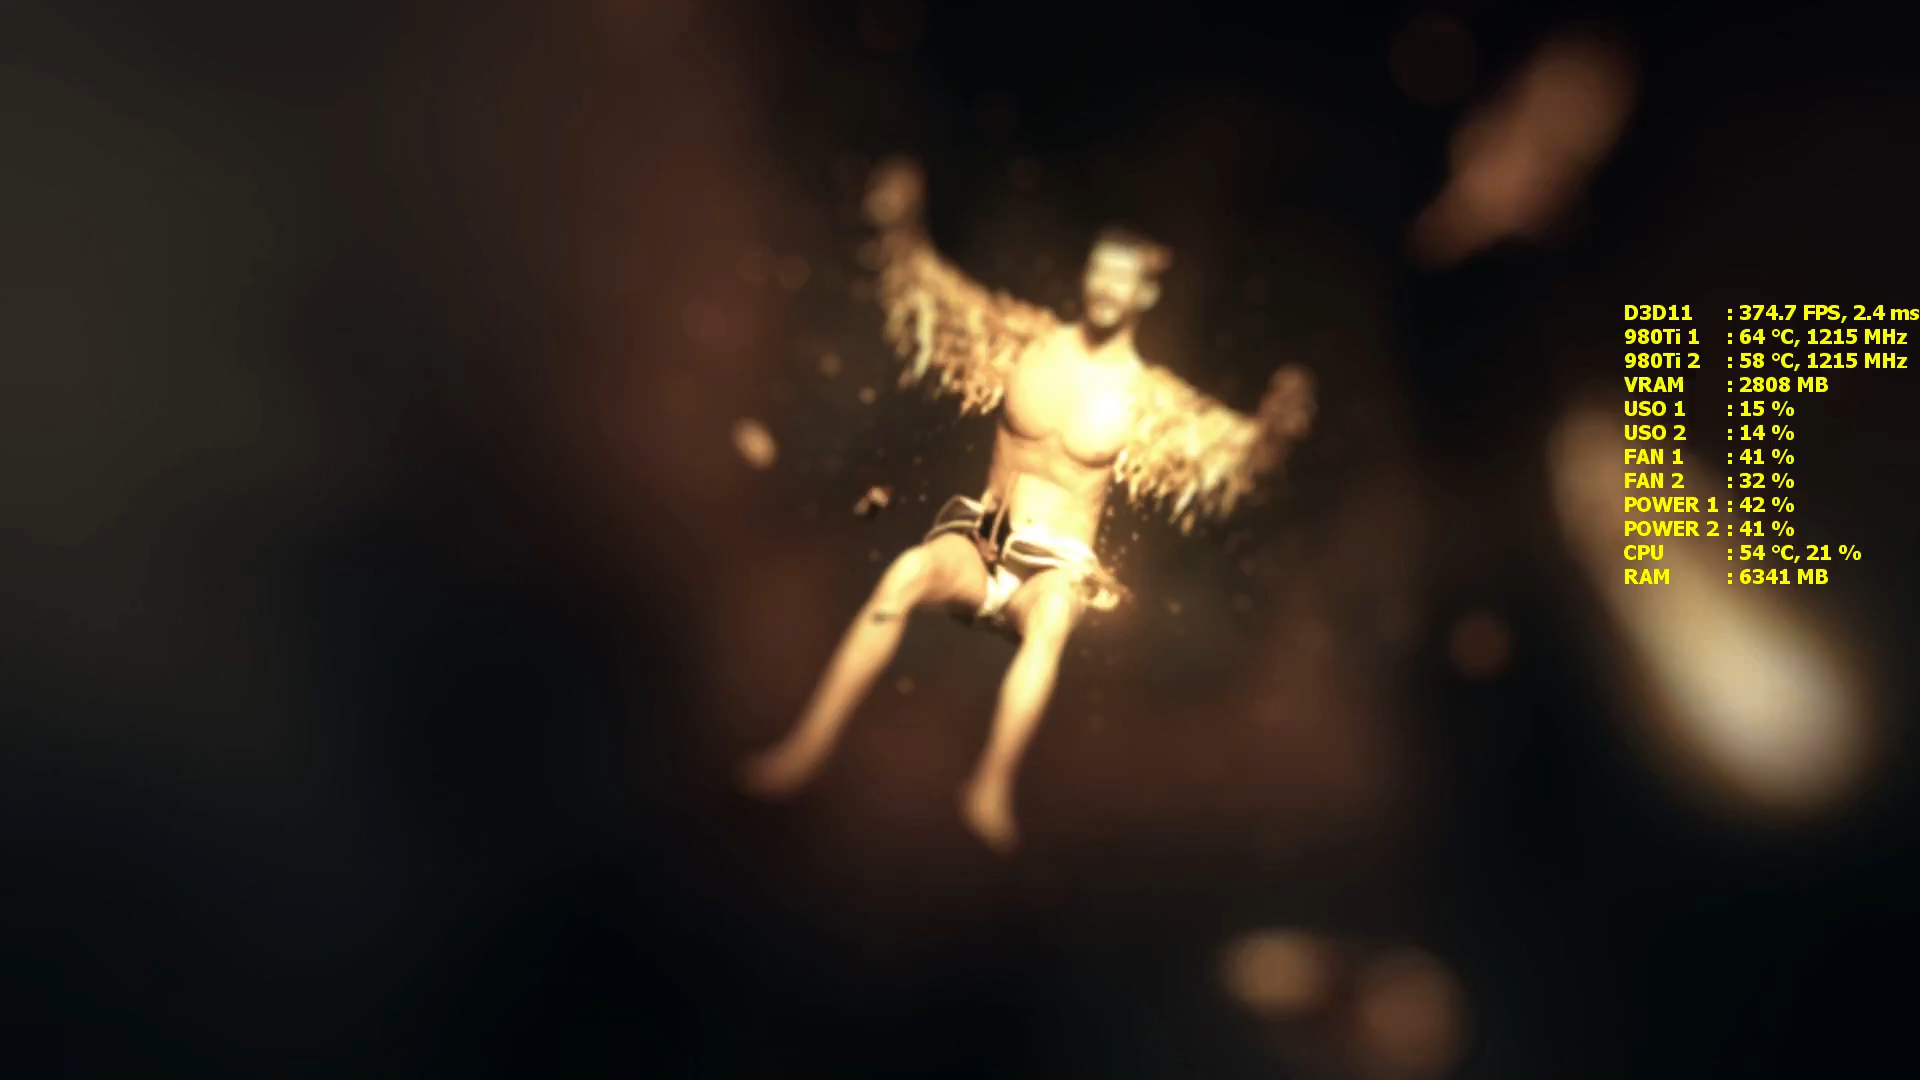 D3D11 : 374.7 FPS, 2.4 ms
980Ti 1 : 64 °C, 1215 MHz
980Ti 2 : 58 °C, 1215 MHz
VRAM : 2808 MB
USO 1 : 15 %
USO 2 : 14 %
FAN 1 : 41 %
FAN 2 : 32 %
POWER 1 : 42 %
POWER 2 : 41 %
CPU : 54 °C, 21 %
RAM : 6341 MB